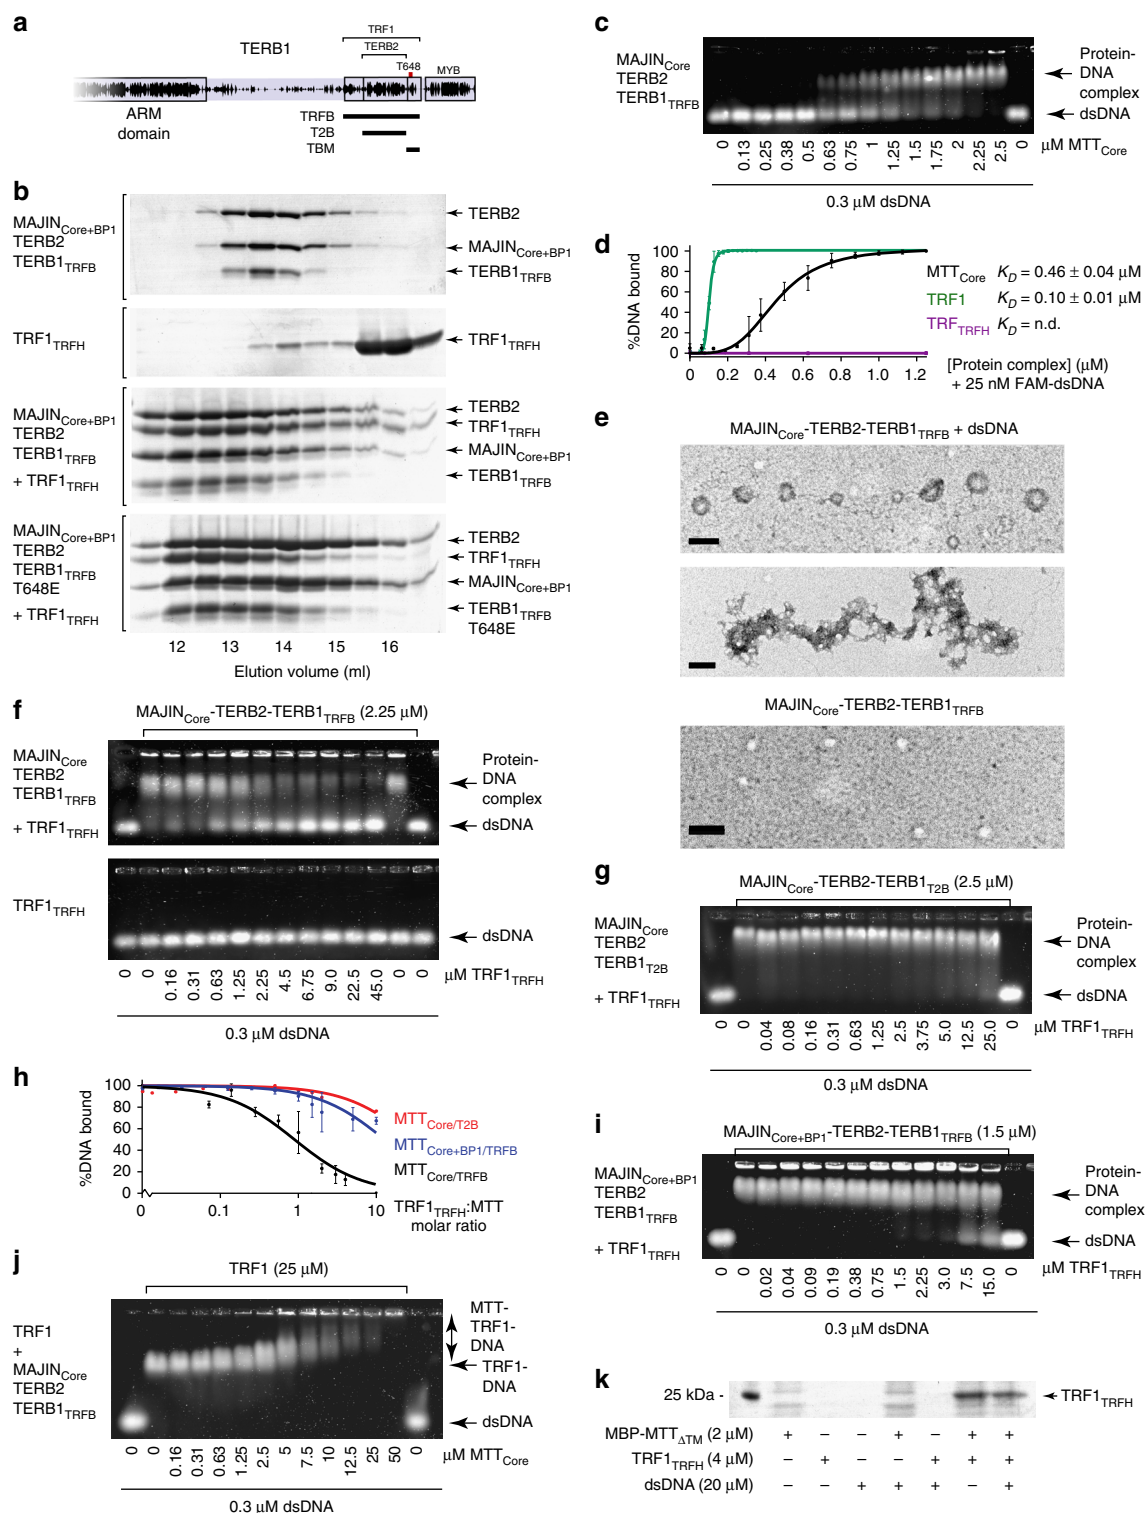 a
TRF1
TERB1
TERB2
T648
MYB
ARM
domain
TRFB
T2B
TBM
b
MAJINCore+BP1
TERB2
TERB1TRFB
TERB2
MAJINCore+BP1
TERB1TRFB
TRF1TRFH
TRF1TRFH
MAJINCore+BP1
TERB2
TERB1TRFB
+ TRF1TRFH
TERB2
TRF1TRFH
MAJINCore+BP1
TERB1TRFB
MAJINCore+BP1
TERB2
TERB1TRFB
T648E
+ TRF1TRFH
TERB2
TRF1TRFH
MAJINCore+BP1
TERB1TRFB
T648E
12 13 14 15 16
Elution volume (ml)
c
MAJINCore
TERB2
TERB1TRFB
Protein-
DNA
complex
dsDNA
0 0.13 0.25 0.38 0.5 0.63 0.75 1 1.25 1.5 1.75 2 2.25 2.5 0
μM MTTCore
0.3 μM dsDNA
d
%DNA bound
100
80
60
40
20
0
0 0.2 0.4 0.6 0.8 1.0 1.2
MTTCore KD = 0.46 ± 0.04 μM
TRF1 KD = 0.10 ± 0.01 μM
TRFTRFH KD = n.d.
[Protein complex] (μM)
+ 25 nM FAM-dsDNA
e
MAJINCore-TERB2-TERB1TRFB + dsDNA
MAJINCore-TERB2-TERB1TRFB
f
MAJINCore-TERB2-TERB1TRFB (2.25 μM)
MAJINCore
TERB2
TERB1TRFB
+ TRF1TRFH
Protein-
DNA
complex
dsDNA
TRF1TRFH
dsDNA
0 0 0.16 0.31 0.63 1.25 2.25 4.5 6.75 9.0 22.5 45.0 0 0
μM TRF1TRFH
0.3 μM dsDNA
g
MAJINCore-TERB2-TERB1T2B (2.5 μM)
MAJINCore
TERB2
TERB1T2B
+ TRF1TRFH
Protein-
DNA
complex
dsDNA
0 0 0.04 0.08 0.16 0.31 0.63 1.25 2.5 3.75 5.0 12.5 25.0 0
μM TRF1TRFH
0.3 μM dsDNA
h
%DNA bound
100
80
60
40
20
0
0 0.1 1 10
MTTCore/T2B
MTTCore+BP1/TRFB
MTTCore/TRFB
TRF1TRFH:MTT
molar ratio
i
MAJINCore+BP1-TERB2-TERB1TRFB (1.5 μM)
MAJINCore+BP1
TERB2
TERB1TRFB
+ TRF1TRFH
Protein-
DNA
complex
dsDNA
0 0 0.02 0.04 0.09 0.19 0.38 0.75 1.5 2.25 3.0 7.5 15.0 0
μM TRF1TRFH
0.3 μM dsDNA
j
TRF1 (25 μM)
TRF1
+
MAJINCore
TERB2
TERB1TRFB
MTT-
TRF1-
DNA
TRF1-
DNA
dsDNA
0 0 0.16 0.31 0.63 1.25 2.5 5 7.5 10 12.5 25 50 0
μM MTTCore
0.3 μM dsDNA
k
25 kDa -
TRF1TRFH
MBP-MTTΔTM (2 μM) + – – + – + +
TRF1TRFH (4 μM) – + – – + + +
dsDNA (20 μM) – – + + + – +